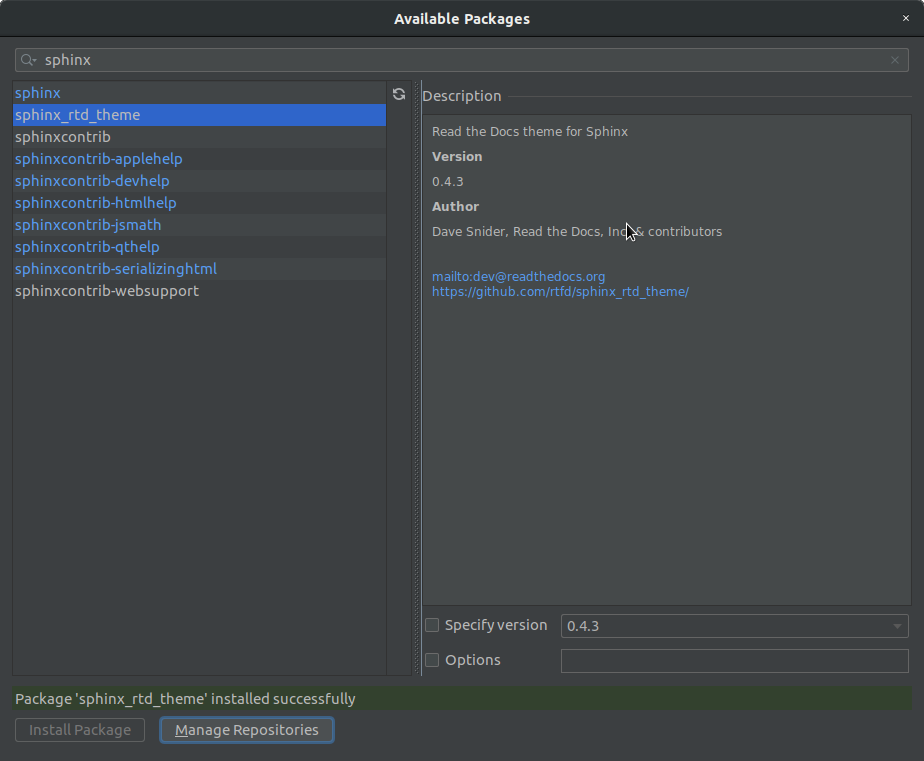 Available Packages
sphinx
sphinx
sphinx_rtd_theme
sphinxcontrib
sphinxcontrib-applehelp
sphinxcontrib-devhelp
sphinxcontrib-htmlhelp
sphinxcontrib-jsmath
sphinxcontrib-qthelp
sphinxcontrib-serializinghtml
sphinxcontrib-websupport
Description
Read the Docs theme for Sphinx
Version
0.4.3
Author
Dave Snider, Read the Docs, Inc. & contributors
mailto:dev@readthedocs.org
https://github.com/rtfd/sphinx_rtd_theme/
Specify version
0.4.3
Options
Package 'sphinx_rtd_theme' installed successfully
Install Package
Manage Repositories